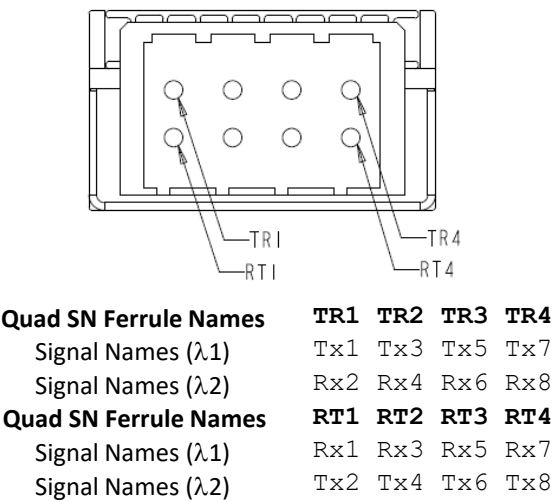 TR1 TR4
RT1 RT4
Quad SN Ferrule Names TR1 TR2 TR3 TR4
Signal Names (λ1) Tx1 Tx3 Tx5 Tx7
Signal Names (λ2) Rx2 Rx4 Rx6 Rx8
Quad SN Ferrule Names RT1 RT2 RT3 RT4
Signal Names (λ1) Rx1 Rx3 Rx5 Rx7
Signal Names (λ2) Tx2 Tx4 Tx6 Tx8